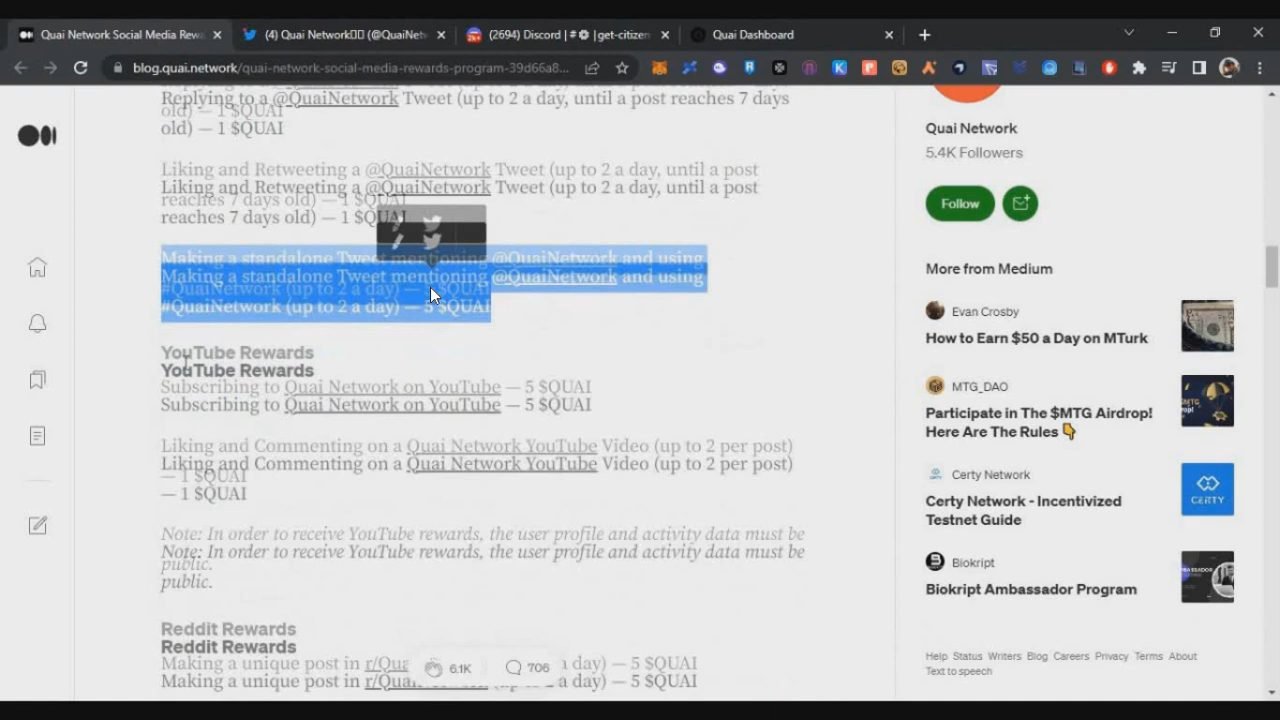 Quai Network Social Media Rew
(4) Quai Network (@QuaiNet
(2694) Discord | # | get-citizen
Quai Dashboard
blog.quai.network/quai-network-social-media-rewards-program-39d66a8...
Replying to a @QuaiNetwork Tweet (up to 2 a day, until a post reaches 7 days
old) — 1 $QUAI
Liking and Retweeting a @QuaiNetwork Tweet (up to 2 a day, until a post
reaches 7 days old) — 1 $QUAI
Making a standalone Tweet mentioning @QuaiNetwork and using
#QuaiNetwork (up to 2 a day) — 5 $QUAI
YouTube Rewards
Subscribing to Quai Network on YouTube — 5 $QUAI
Liking and Commenting on a Quai Network YouTube Video (up to 2 per post)
— 1 $QUAI
Note: In order to receive YouTube rewards, the user profile and activity data must be
public.
Reddit Rewards
Making a unique post in r/Quai (up to 2 a day) — 5 $QUAI
6.1K 706
Quai Network
5.4K Followers
Follow
More from Medium
Evan Crosby
How to Earn $50 a Day on MTurk
MTG_DAO
Participate in The $MTG Airdrop!
Here Are The Rules 👇
Certy Network
Certy Network - Incentivized
Testnet Guide
CERTY
Biokript
Biokript Ambassador Program
Help Status Writers Blog Careers Privacy Terms About
Text to speech